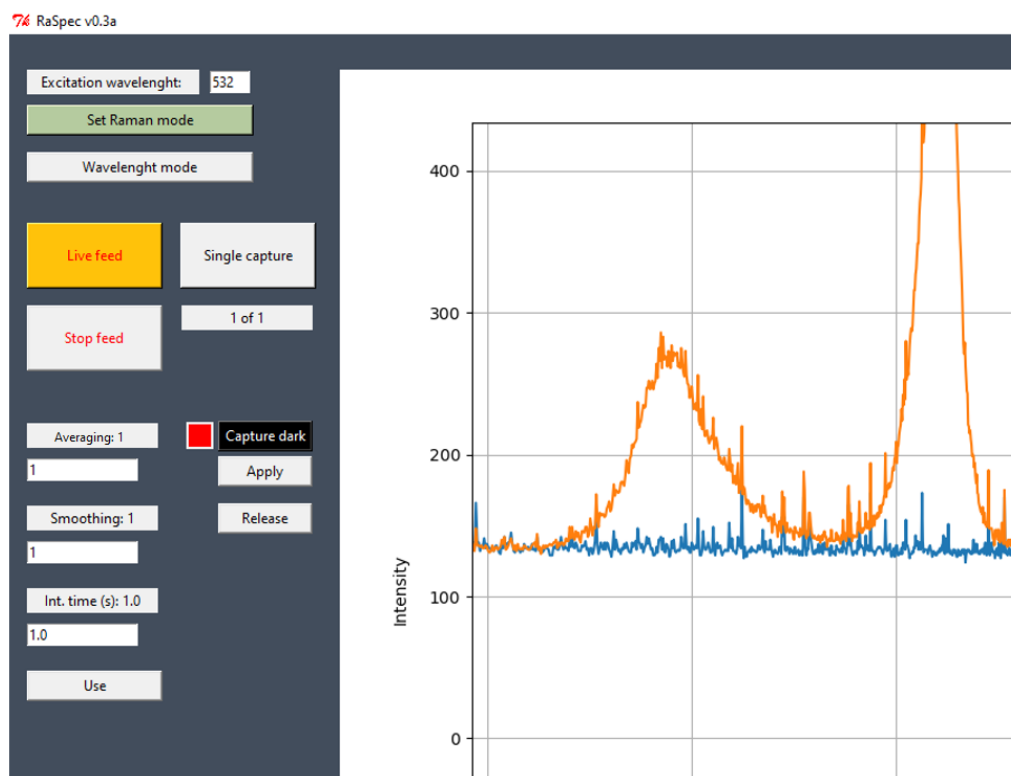 RaSpec v0.3a
Excitation wavelenght: 532
Set Raman mode
Wavelenght mode
Live feed
Single capture
Stop feed
1 of 1
Averaging: 1
1
Capture dark
Apply
Smoothing: 1
1
Release
Int. time (s): 1.0
1.0
Use
400
300
200
100
0
Intensity